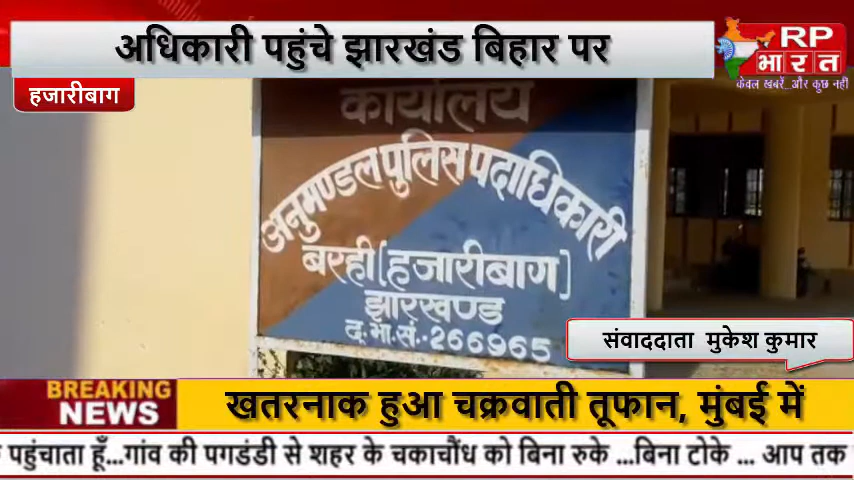 अधिकारी पहुंचे झारखंड बिहार पर
RP
भारत
केवल खबरें...और कुछ नहीं
हजारीबाग
कार्यालय
अनुमण्डल पुलिस पदाधिकारी
बरही [हजारीबाग]
झारखण्ड
द. भा. सं.-266965
संवाददाता मुकेश कुमार
BREAKING
NEWS
खतरनाक हुआ चक्रवाती तूफान, मुंबई में
पहुंचाता हूँ...गांव की पगडंडी से शहर के चकाचौंध को बिना रुके ...बिना टोके ... आप तक